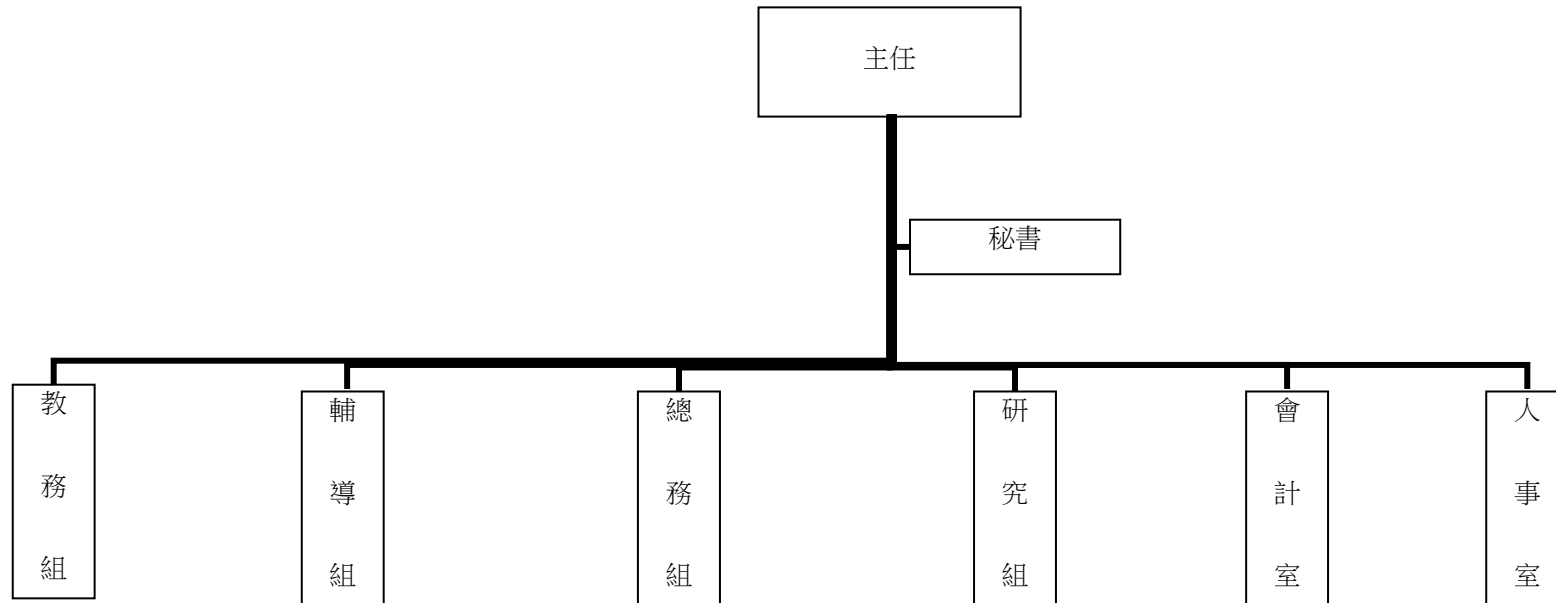 主任
秘書
教務組
輔導組
總務組
研究組
會計室
人事室